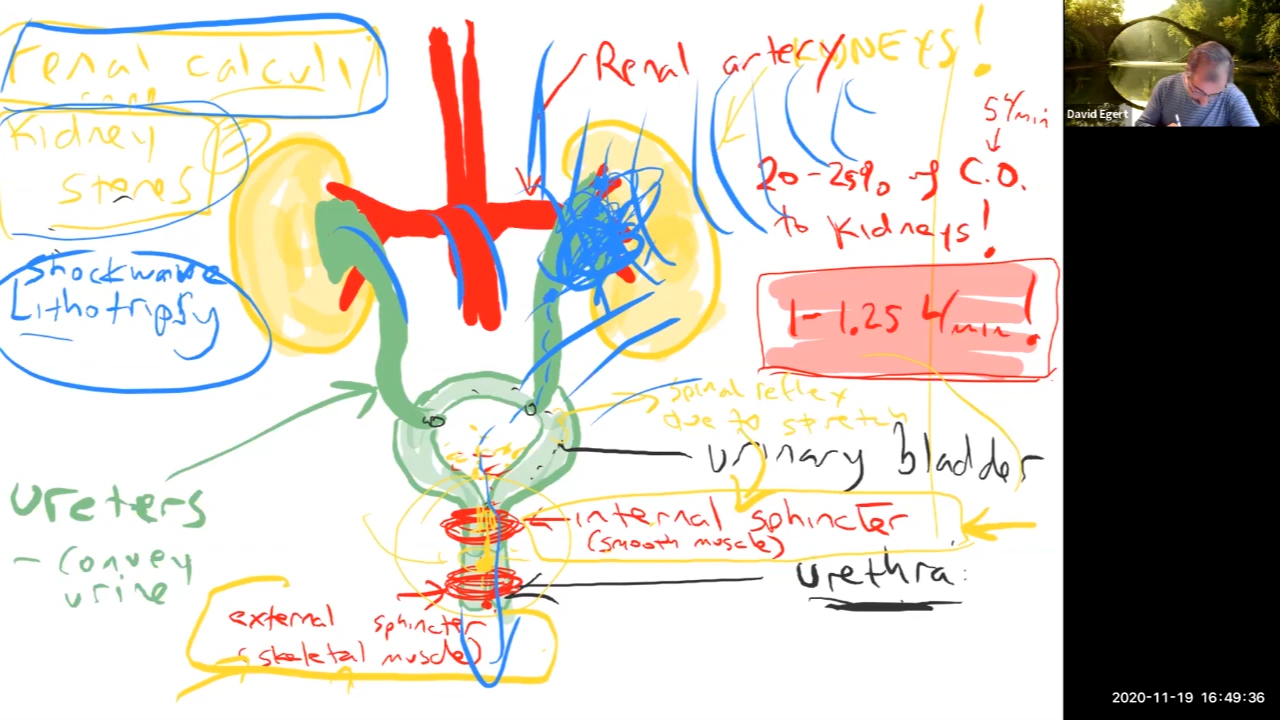 renal calculi
Kidney
stones
Shockwave
Lithotripsy
Renal artery
KIDNEYS!
5L/min
20-25% of C.O.
to Kidneys!
1-1.25 L/min!
spinal reflex
due to stretch
urinary bladder
internal sphincter
(smooth muscle)
urethra:
ureters
- convey
urine
external sphincter
(skeletal muscle)
David Egert
2020-11-19 16:49:36